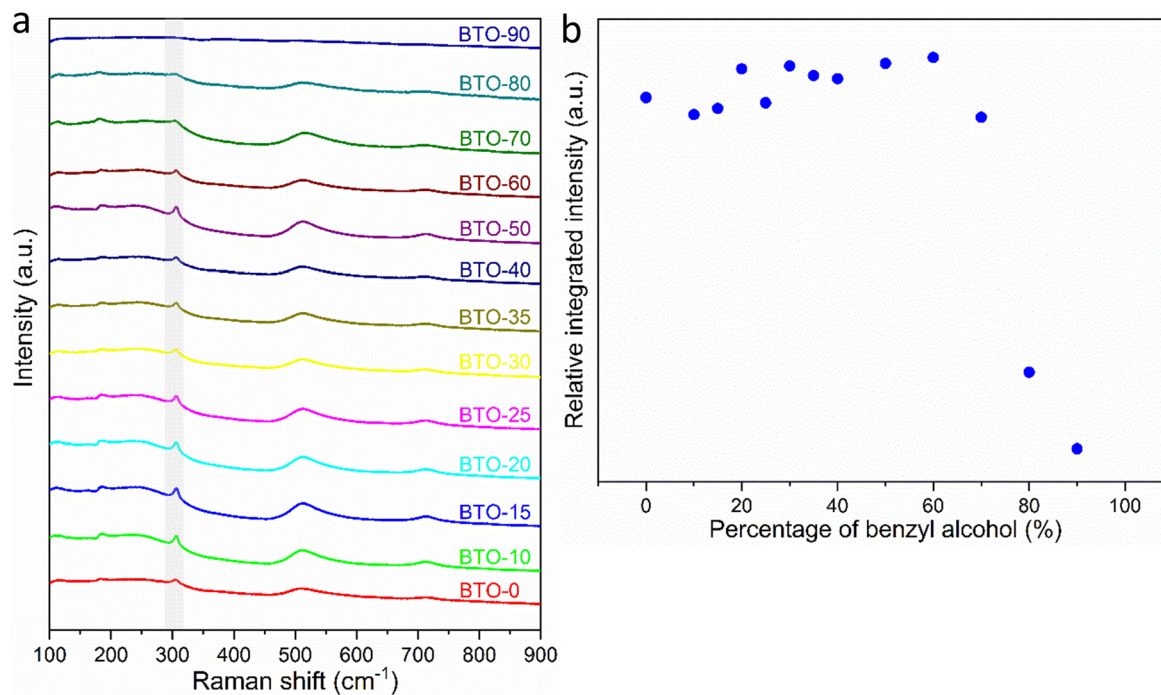 a
BTO-90
BTO-80
BTO-70
BTO-60
BTO-50
BTO-40
BTO-35
BTO-30
BTO-25
BTO-20
BTO-15
BTO-10
BTO-0
Intensity (a.u.)
100 200 300 400 500 600 700 800 900
Raman shift (cm⁻¹)
b
Relative integrated intensity (a.u.)
0 20 40 60 80 100
Percentage of benzyl alcohol (%)